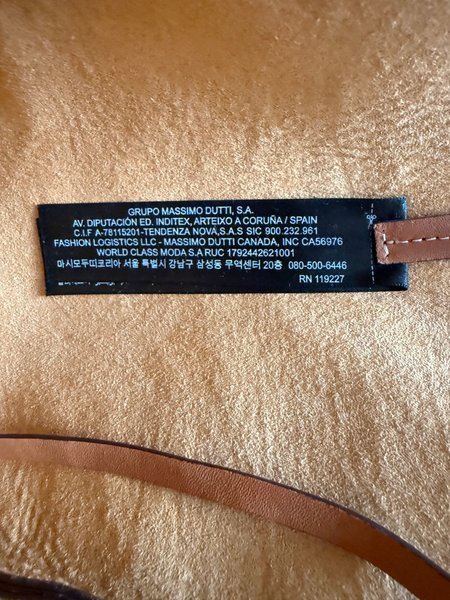 GRUPO MASSIMO DUTTI, S.A.
AV. DIPUTACIÓN ED. INDITEX, ARTEIXO A CORUÑA / SPAIN
C.I.F A-78115201-TENDENZA NOVÁ,S.A.S SIC 900.232.961
FASHION LOGISTICS LLC - MASSIMO DUTTI CANADA, INC CA56976
WORLD CLASS MODA S.A RUC 1792442621001
마시모두띠코리아 서울 특별시 강남구 삼성동 무역센터 20층 080-500-6446
RN 119227